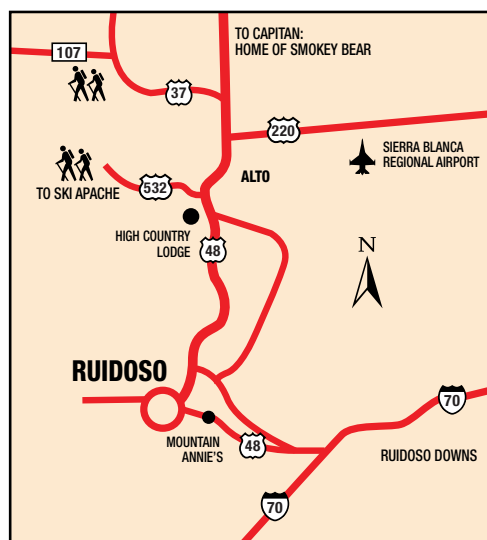 TO CAPITAN:
HOME OF SMOKEY BEAR
107
37
220
SIERRA BLANCA
REGIONAL AIRPORT
ALTO
532
TO SKI APACHE
HIGH COUNTRY
LODGE
48
N
RUIDOSO
MOUNTAIN
ANNIE'S
48
70
RUIDOSO DOWNS
70